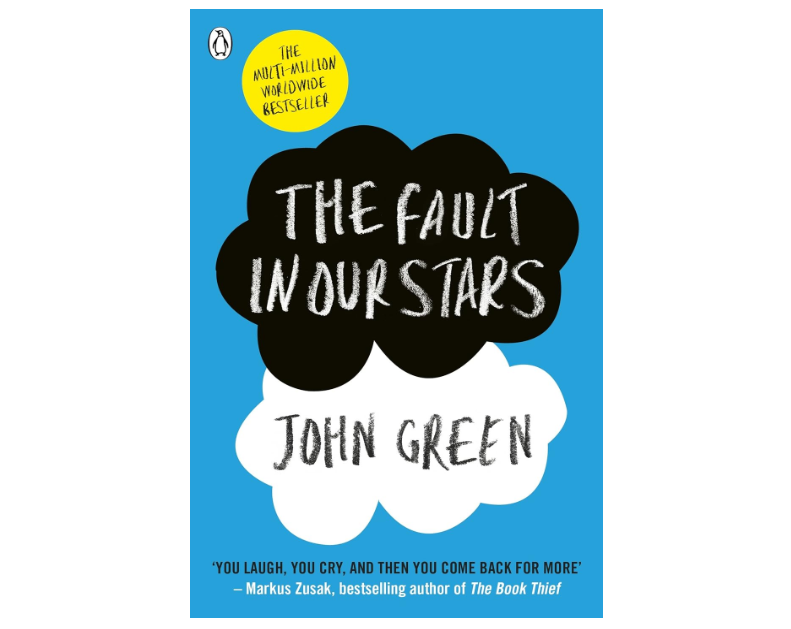 THE
MULTI-MILLION
WORLDWIDE
BESTSELLER
THE FAULT
IN OUR STARS
JOHN GREEN
‘YOU LAUGH, YOU CRY, AND THEN YOU COME BACK FOR MORE’
– Markus Zusak, bestselling author of The Book Thief